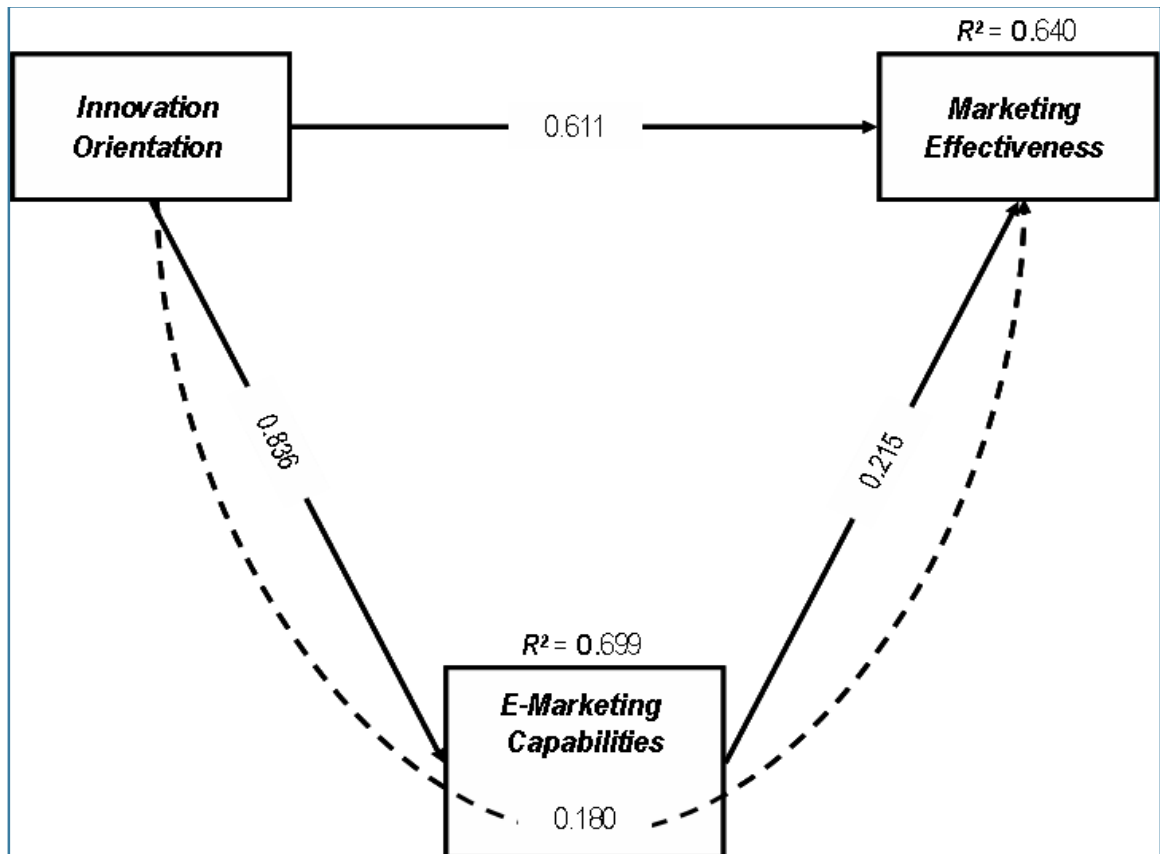 R² = 0.640
Innovation
Orientation
0.611
Marketing
Effectiveness
0.836
0.215
R² = 0.699
E-Marketing
Capabilities
0.180